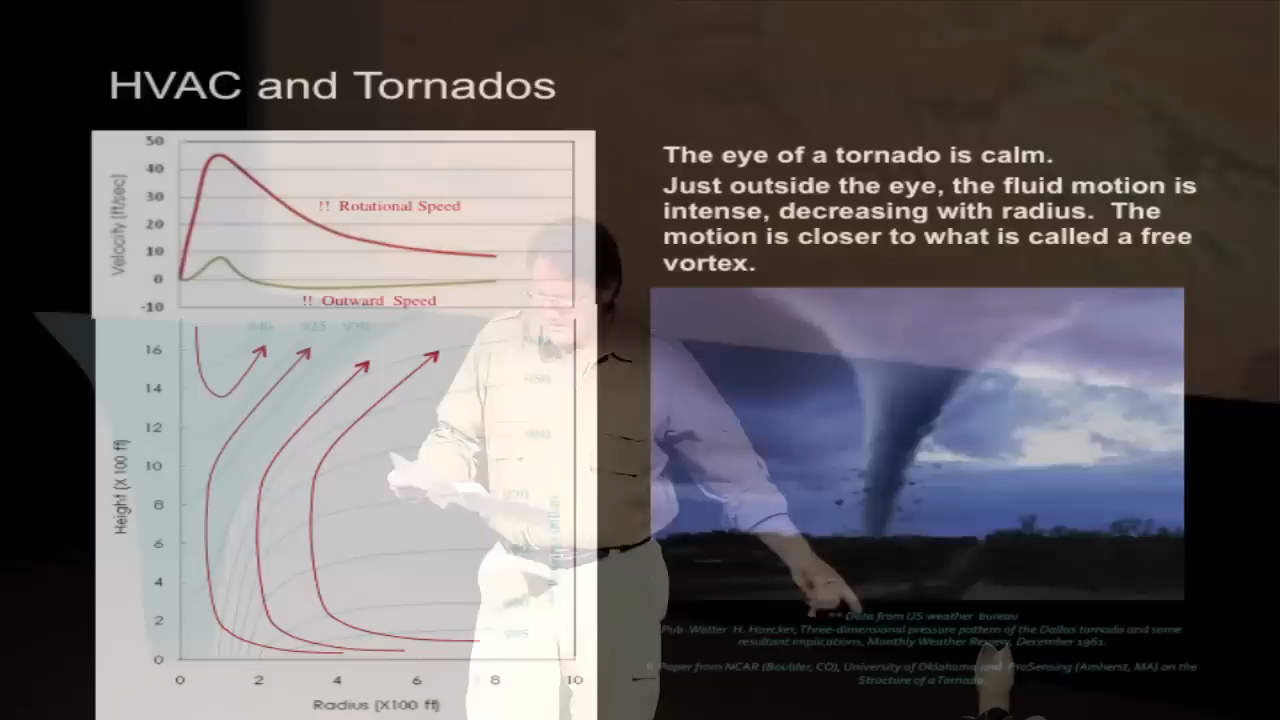 HVAC and Tornados
50
40
30
20
10
0
-10
Velocity (ft/sec)
!! Rotational Speed
!! Outward Speed
940 925 970
16
14
12
10
8
6
4
2
0
Height (X 100 ff)
0 2 4 6 8 10
Radius (X100 ff)
The eye of a tornado is calm.
Just outside the eye, the fluid motion is
intense, decreasing with radius. The
motion is closer to what is called a free
vortex.
** Data from US weather bureau
Pub. Walter H. Hoecker, Three-dimensional pressure pattern of the Dallas tornado and some
resultant implications, Monthly Weather Review, December 1961.
Paper from NCAR (Boulder, CO), University of Oklahoma and ProSensing (Amherst, MA) on the
Structure of a Tornado